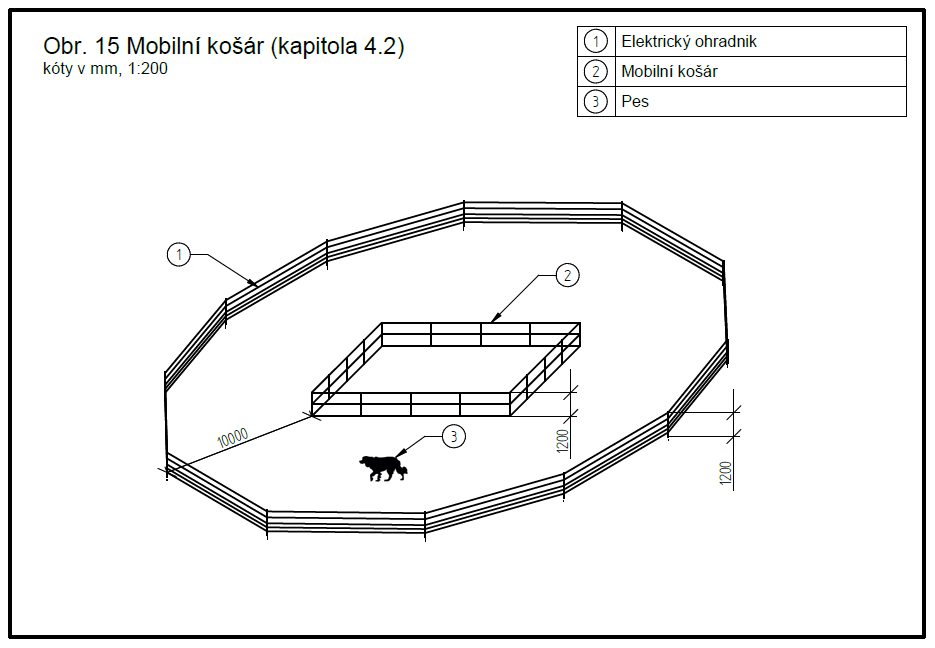 Obr. 15 Mobilní košár (kapitola 4.2)
kóty v mm, 1:200
1 Elektrický ohradnik
2 Mobilní košár
3 Pes
1
2
10000
3
1200
1200